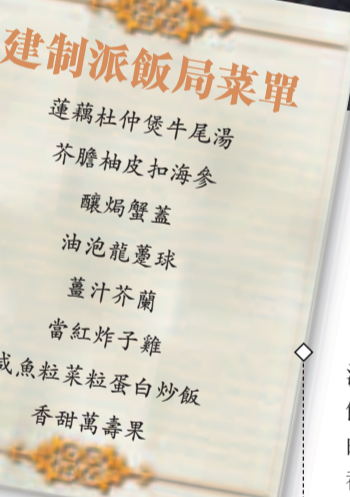 建制派飯局菜單
蓮藕杜仲煲牛尾湯
芥膽柚皮扣海參
釀焗蟹蓋
油泡龍躉球
薑汁芥蘭
當紅炸子雞
咸魚粒菜粒蛋白炒飯
香甜萬壽果